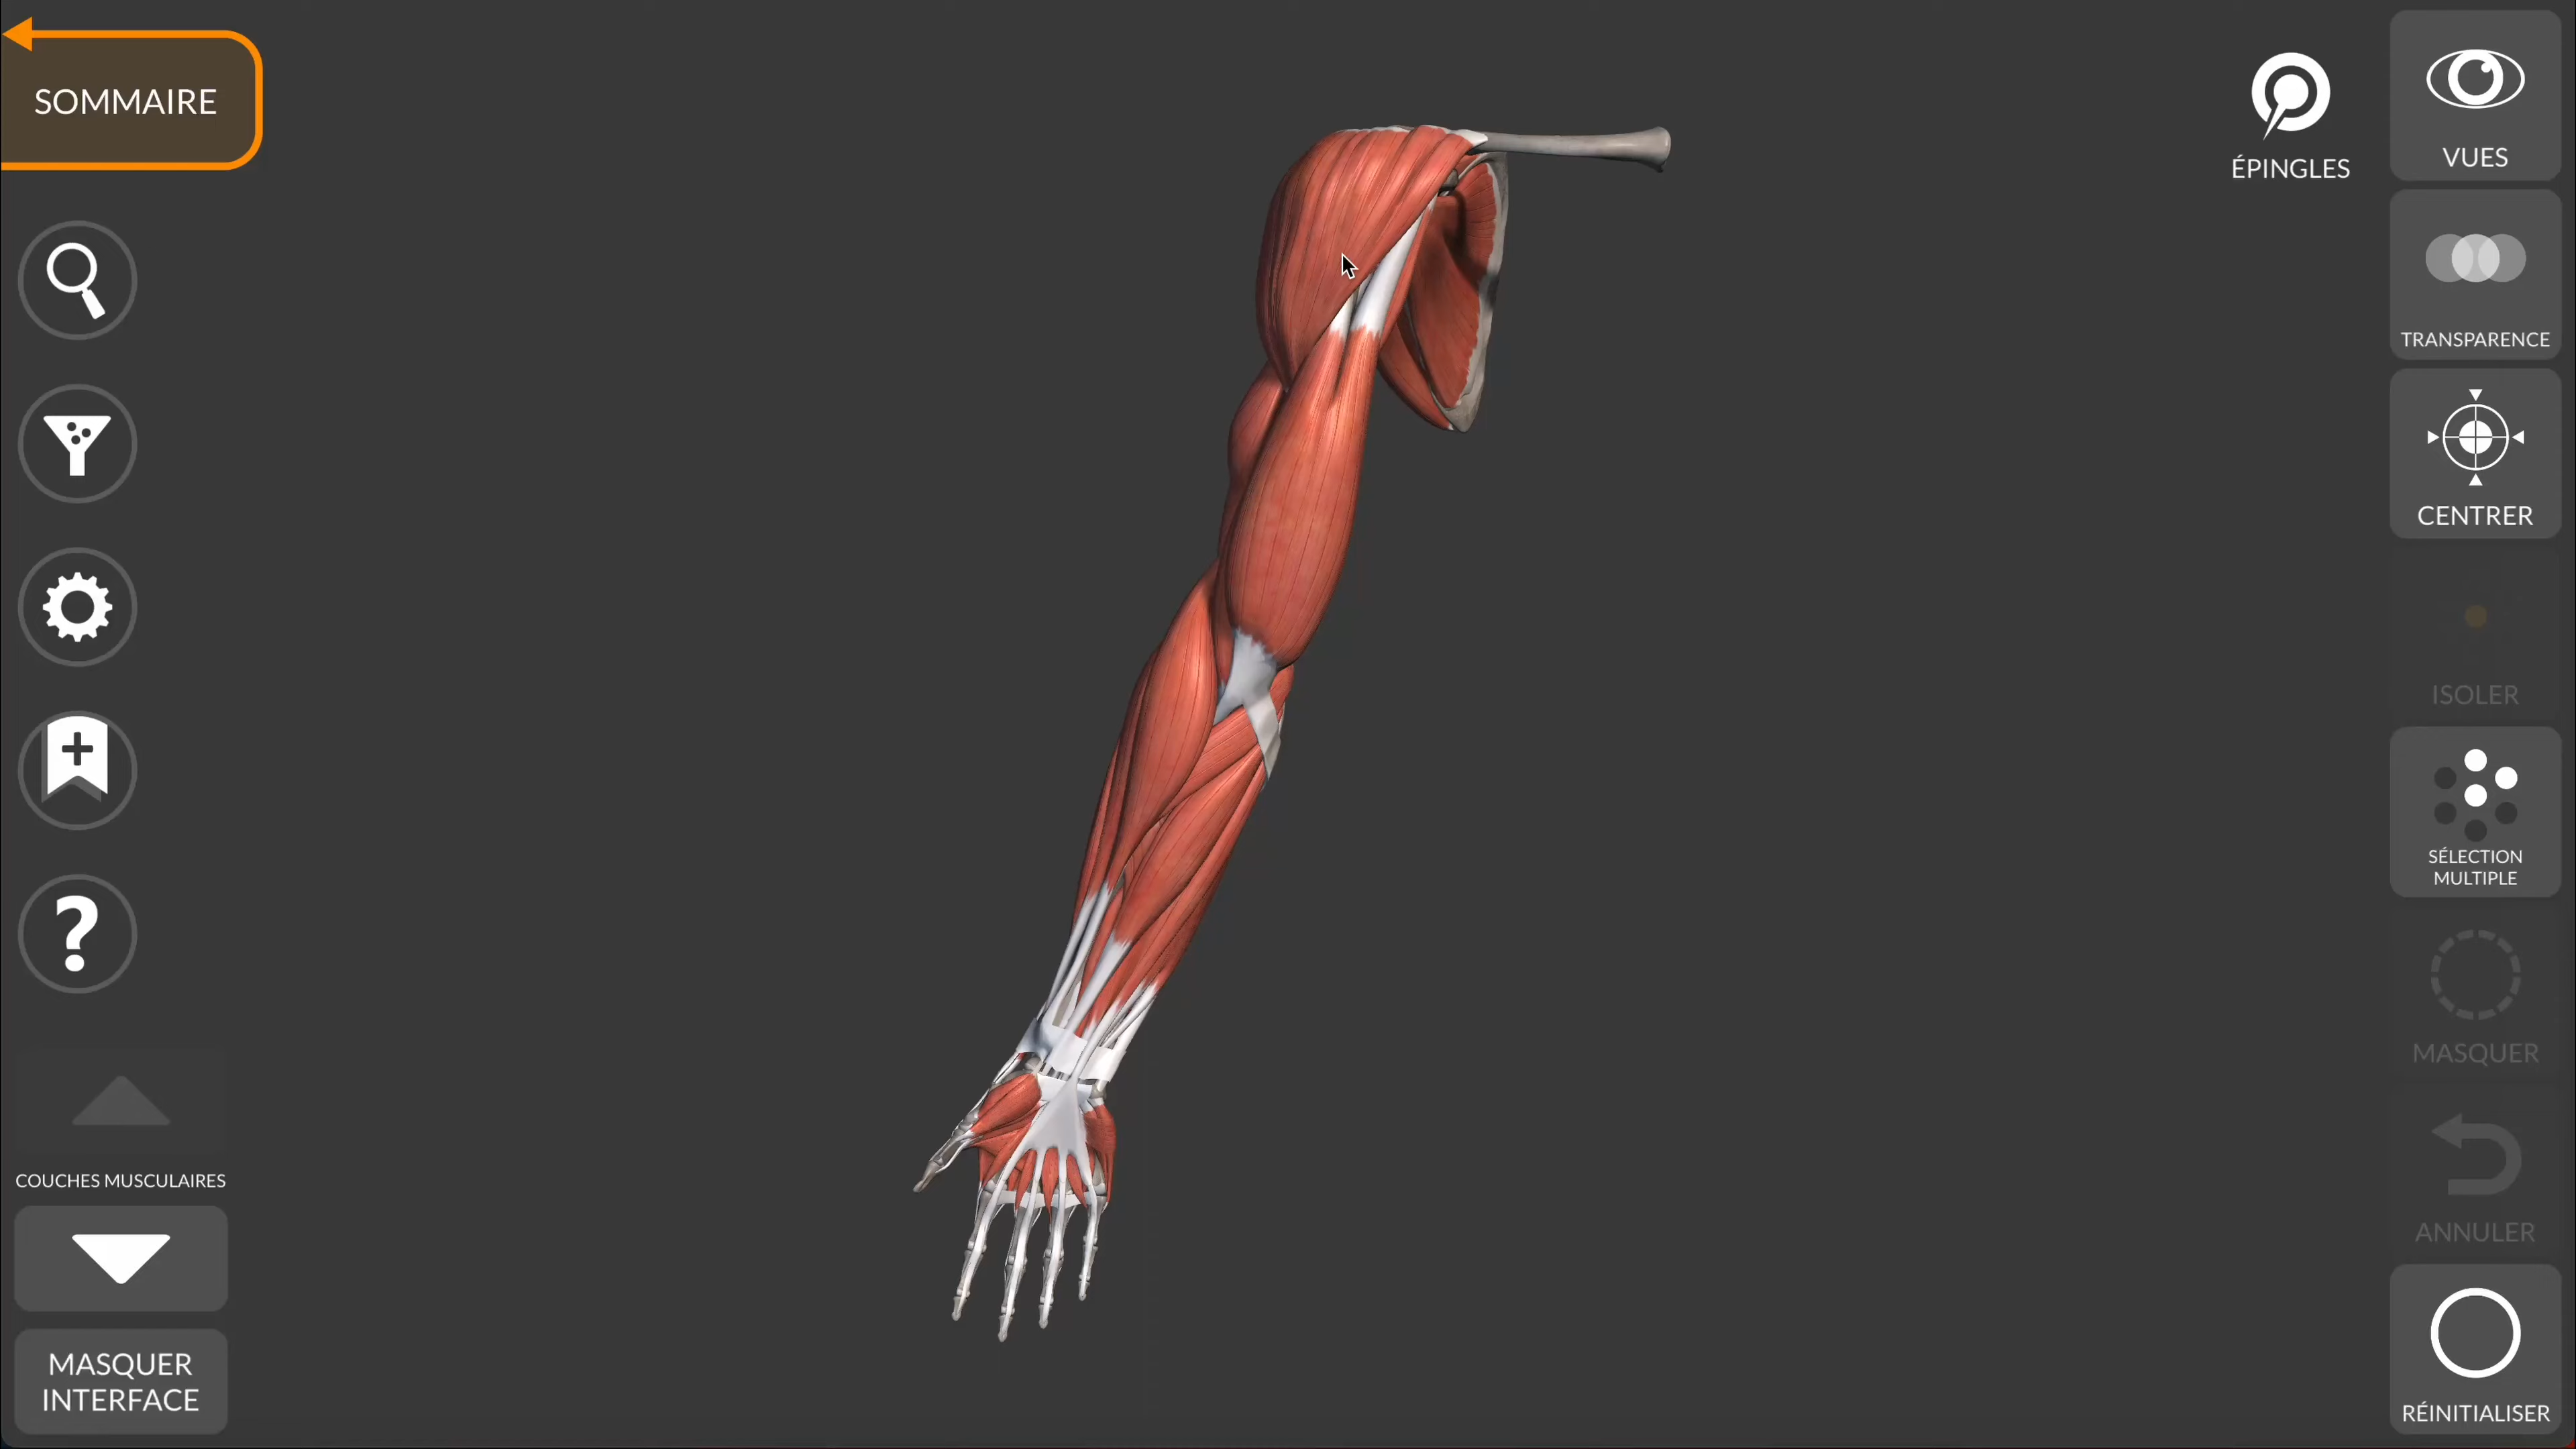 SOMMAIRE
ÉPINGLES
VUES
TRANSPARENCE
CENTRER
ISOLER
SÉLECTION
MULTIPLE
MASQUER
ANNULER
RÉINITIALISER
COUCHES MUSCULAIRES
MASQUER
INTERFACE